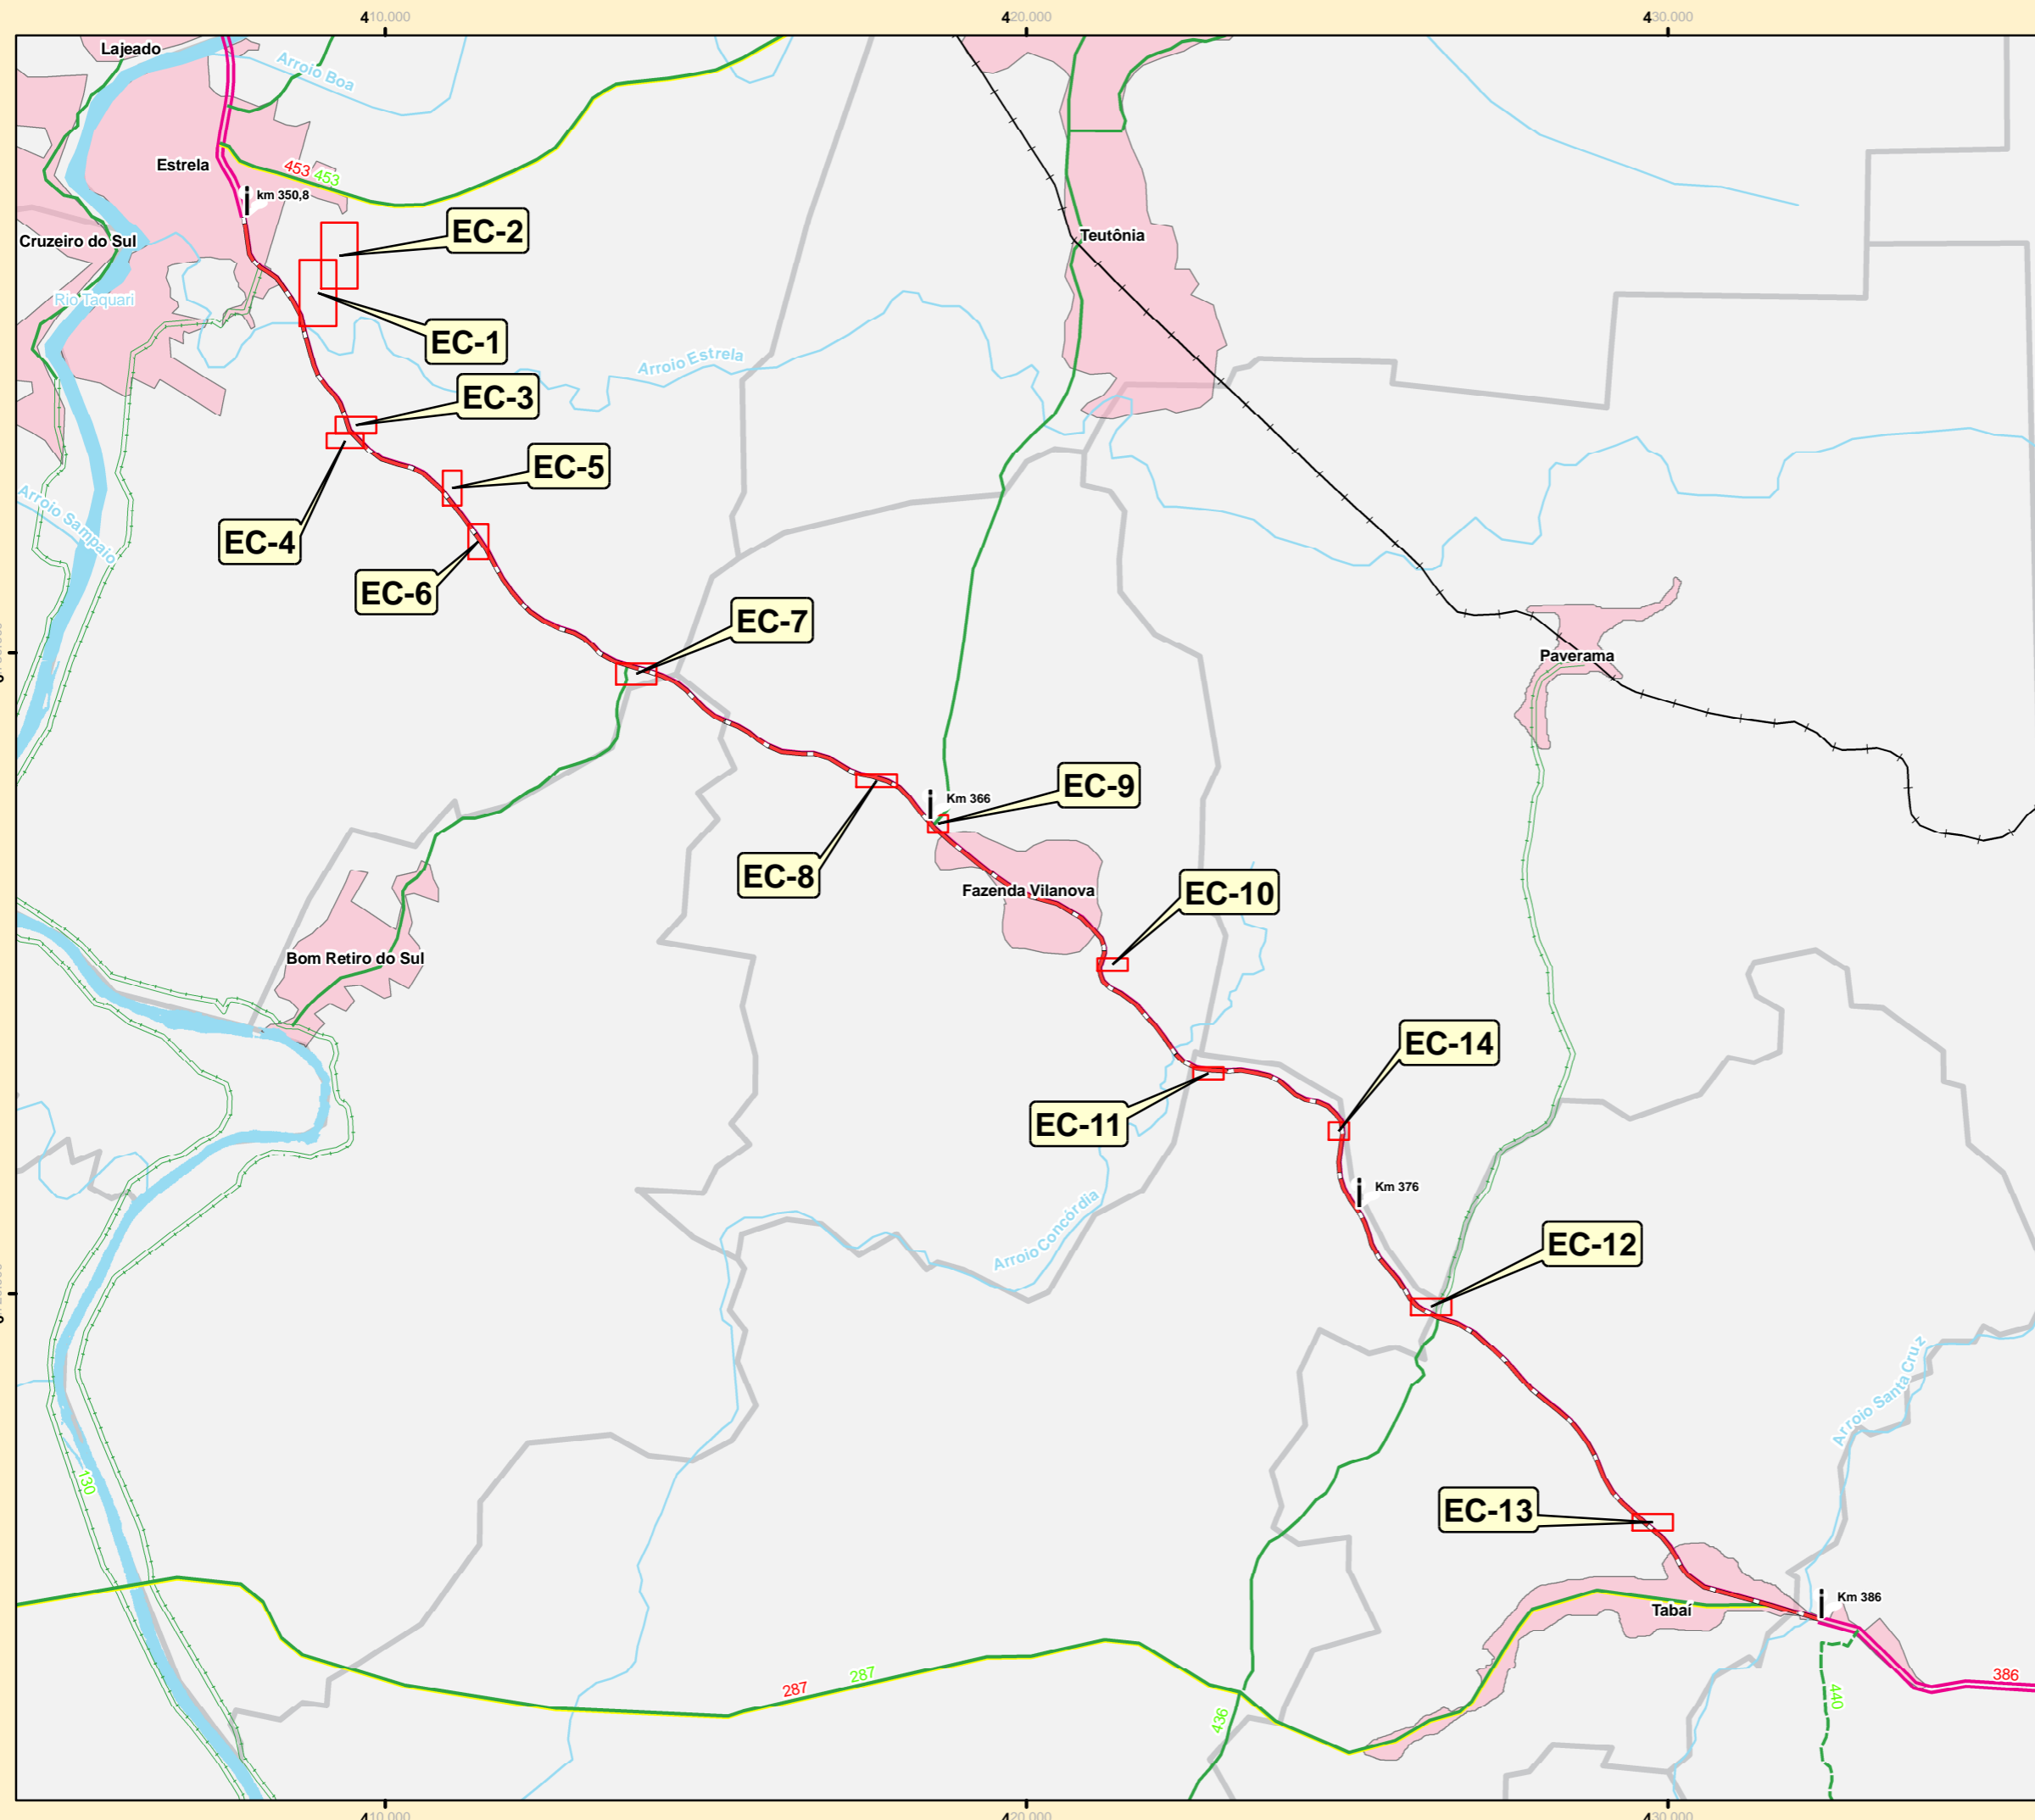 410.000
420.000
430.000
Lajeado
Arroio Boa
Estrela
453
453
km 350,8
EC-2
Cruzeiro do Sul
Teutônia
Rio Taquari
EC-1
Arroio Estrela
EC-3
EC-5
Arroio Sampaio
EC-4
EC-6
EC-7
Paverama
EC-9
Km 366
EC-8
Fazenda Vilanova
EC-10
Bom Retiro do Sul
EC-14
EC-11
Km 376
Arroio Concórdia
EC-12
Arroio Santa Cruz
130
EC-13
Km 386
Tabaí
287
287
386
440
436
410.000
420.000
430.000